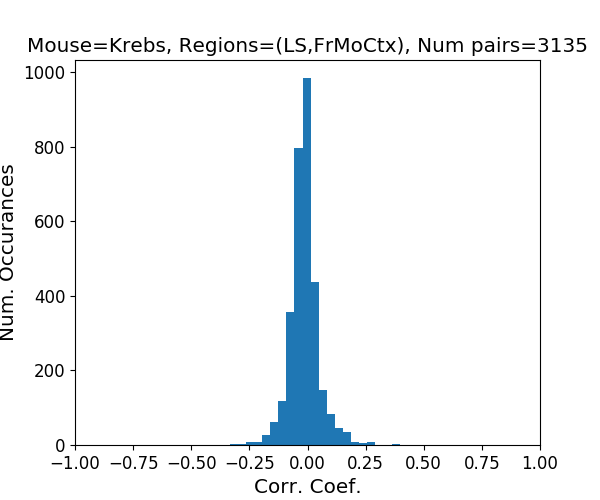 Mouse=Krebs, Regions=(LS,FrMoCtx), Num pairs=3135
1000
800
600
400
200
0
Num. Occurances
−1.00 −0.75 −0.50 −0.25 0.00 0.25 0.50 0.75 1.00
Corr. Coef.